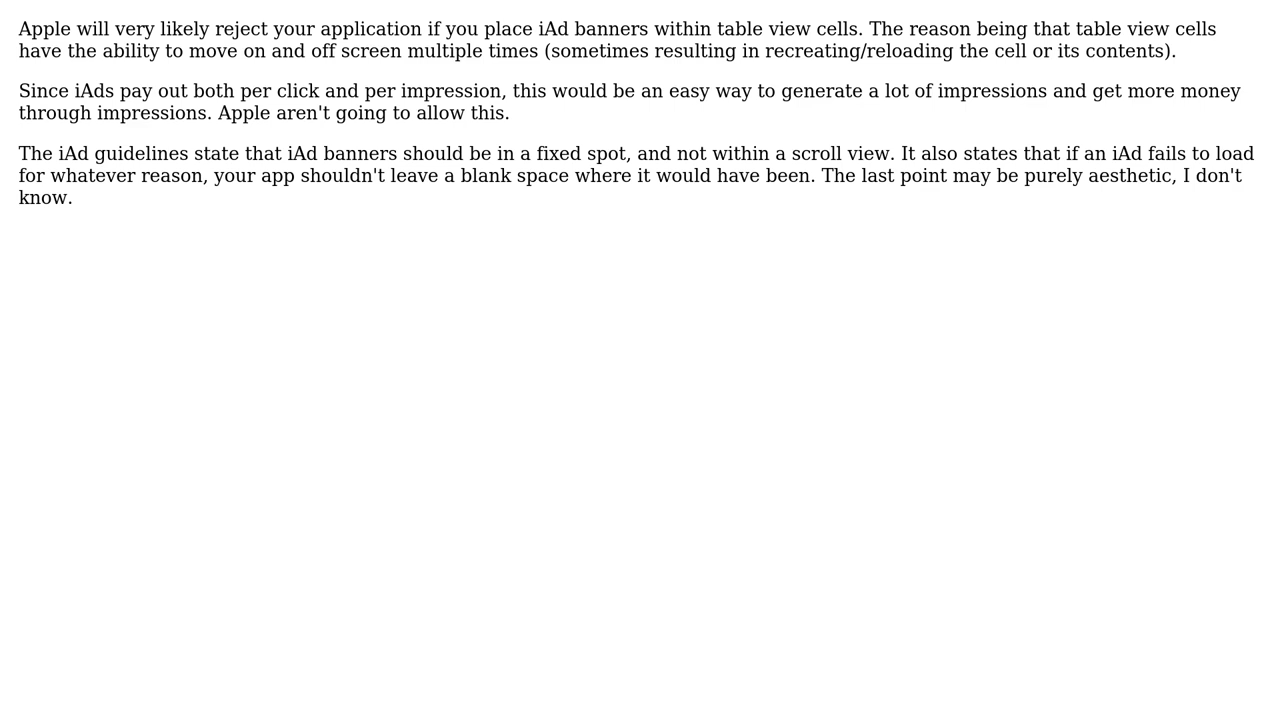 Apple will very likely reject your application if you place iAd banners within table view cells. The reason being that table view cells
have the ability to move on and off screen multiple times (sometimes resulting in recreating/reloading the cell or its contents).
Since iAds pay out both per click and per impression, this would be an easy way to generate a lot of impressions and get more money
through impressions. Apple aren't going to allow this.
The iAd guidelines state that iAd banners should be in a fixed spot, and not within a scroll view. It also states that if an iAd fails to load
for whatever reason, your app shouldn't leave a blank space where it would have been. The last point may be purely aesthetic, I don't
know.